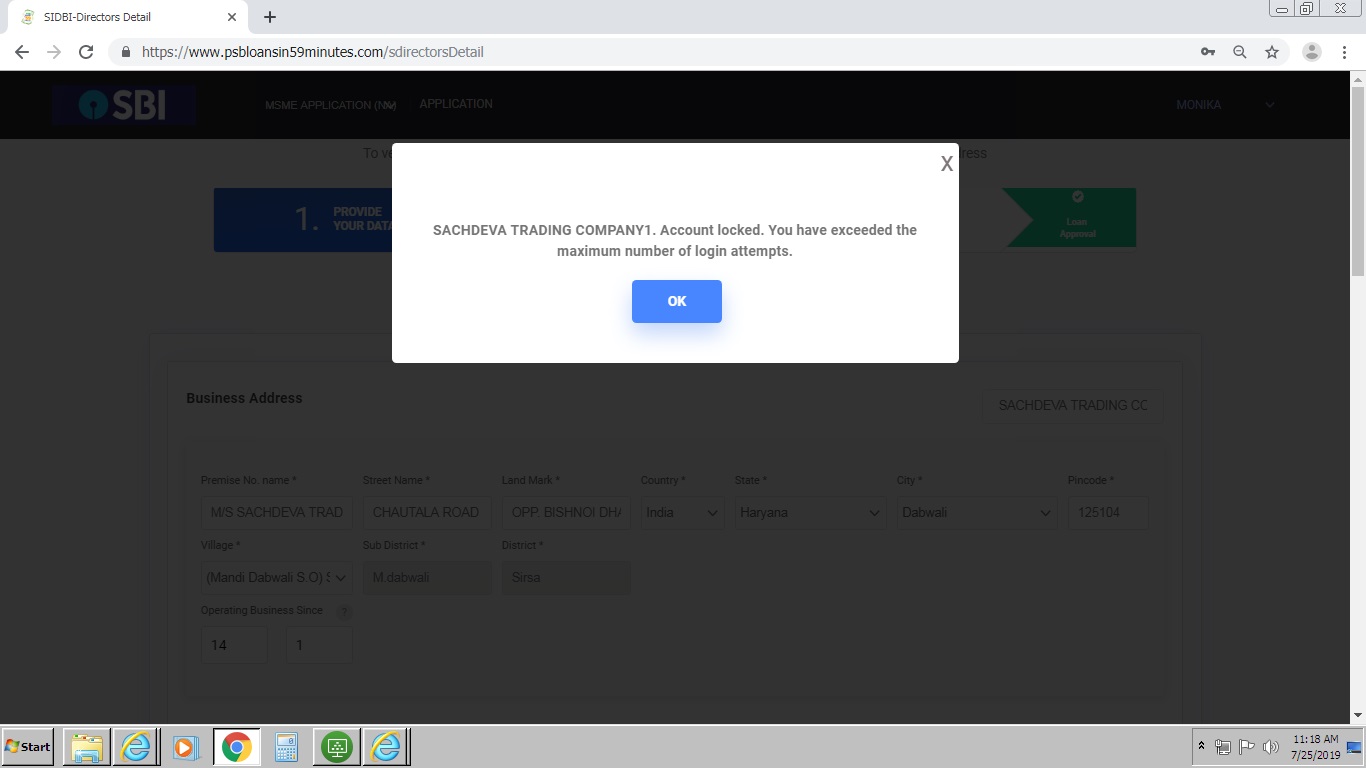 SIDBI-Directors Detail
https://www.psbloansin59minutes.com/sdirectorsDetail
SBI
MSME APPLICATION
APPLICATION
MONIKA
To
X
1.
PROVIDE
YOUR DATA
Loan
Approval
SACHDEVA TRADING COMPANY1. Account locked. You have exceeded the
maximum number of login attempts.
OK
Business Address
SACHDEVA TRADING CC
Premise No. name *
Street Name *
Land Mark *
Country *
State *
City *
Pincode *
M/S SACHDEVA TRAD
CHAUTALA ROAD
OPP. BISHNOI DHA
India
Haryana
Dabwali
125104
Village *
Sub District *
District *
(Mandi Dabwali S.O) S
M.dabwali
Sirsa
Operating Business Since
?
14
1
Start
11:18 AM
7/25/2019